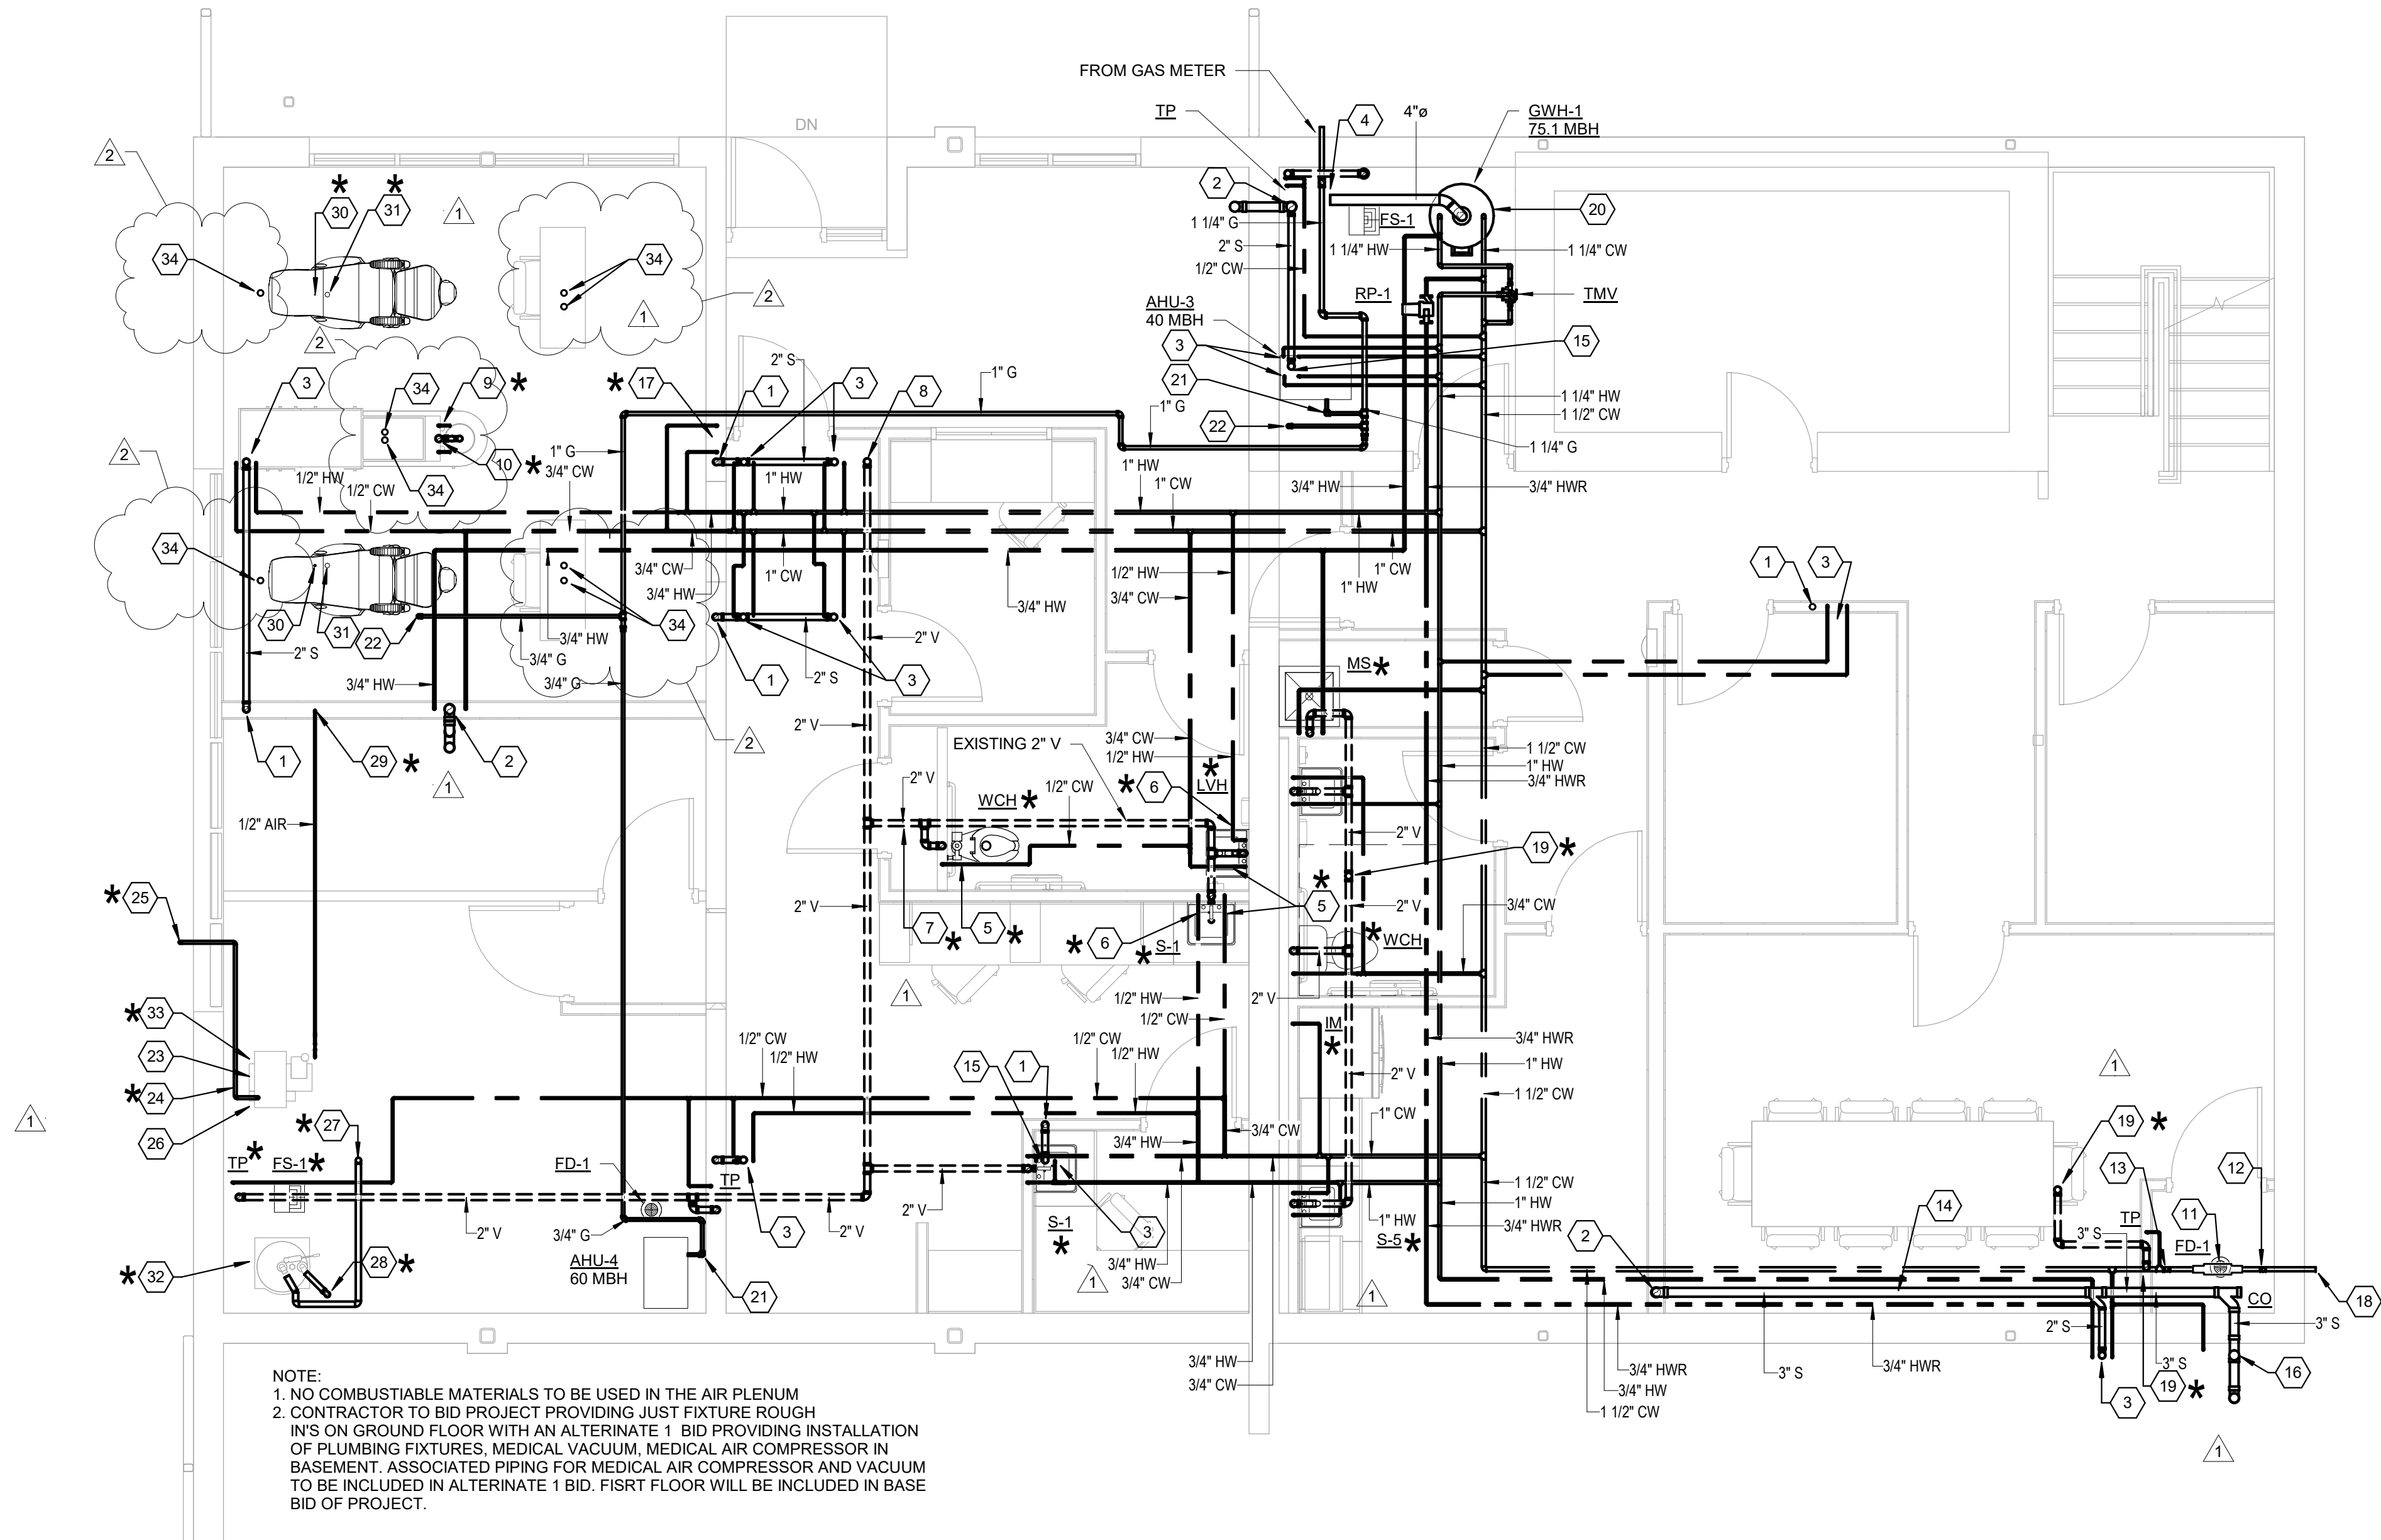 FROM GAS METER
TP
4
4"ø
GWH-1
75.1 MBH
DN
2
2
* *
30
31
1
2
1 1/4" G
FS-1
20
2" S
1 1/4" HW
1 1/4" CW
34
34
1/2" CW
2
RP-1
TMV
AHU-3
40 MBH
1
2
3
15
3
34
9 *
* 17
1
2" S
3
8
1" G
21
1" G
1 1/4" HW
1 1/2" CW
22
1 1/4" G
2
1" G
3/4" CW
10 *
34
1/2" HW
1/2" CW
1" HW
1" HW
1" CW
3/4" HW
3/4" HWR
34
3/4" CW
1" CW
3/4" HW
1/2" HW
3/4" CW
1" CW
1" HW
3/4" HW
1
3
30
31
22
34
3/4" HW
2" V
2" S
3/4" G
3/4" HW
3/4" G
1
2" S
3
MS *
2" V
3/4" CW
1/2" HW
2
EXISTING 2" V
1
29 *
2
1
1 1/2" CW
1" HW
3/4" HWR
2" V
WCH *
1/2" CW
* 6
*
LVH
1/2" AIR
2" V
19 *
*
* 25
2" V
7 *
5 *
* 6
* S-1
5
2" V
3/4" CW
* WCH
1
1/2" HW
2" V
1/2" CW
* 33
23
* 24
26
1/2" CW
1/2" HW
1/2" CW
1/2" HW
IM
*
3/4" HWR
1" HW
15
1
2" V
1 1/2" CW
1
1
* 27
1" CW
3/4" CW
3/4" HW
19 *
TP *
FS-1 *
FD-1
TP
13
12
1 1/2" CW
1" HW
3/4" HWR
14
11
TP
3" S
FD-1
2" V
3/4" G
3
2" V
2" V
S-1
*
3
1" HW
S-5 *
2
* 32
28 *
AHU-4
60 MBH
21
3/4" HW
3/4" CW
1
1
CO
18
2" S
3" S
3/4" HW
3/4" CW
3/4" HWR
3/4" HW
1 1/2" CW
3" S
3/4" HWR
3" S
19 *
3
16
1
NOTE:
1. NO COMBUSTIABLE MATERIALS TO BE USED IN THE AIR PLENUM
2. CONTRACTOR TO BID PROJECT PROVIDING JUST FIXTURE ROUGH
IN'S ON GROUND FLOOR WITH AN ALTERINATE 1 BID PROVIDING INSTALLATION
OF PLUMBING FIXTURES, MEDICAL VACUUM, MEDICAL AIR COMPRESSOR IN
BASEMENT. ASSOCIATED PIPING FOR MEDICAL AIR COMPRESSOR AND VACUUM
TO BE INCLUDED IN ALTERINATE 1 BID. FISRT FLOOR WILL BE INCLUDED IN BASE
BID OF PROJECT.